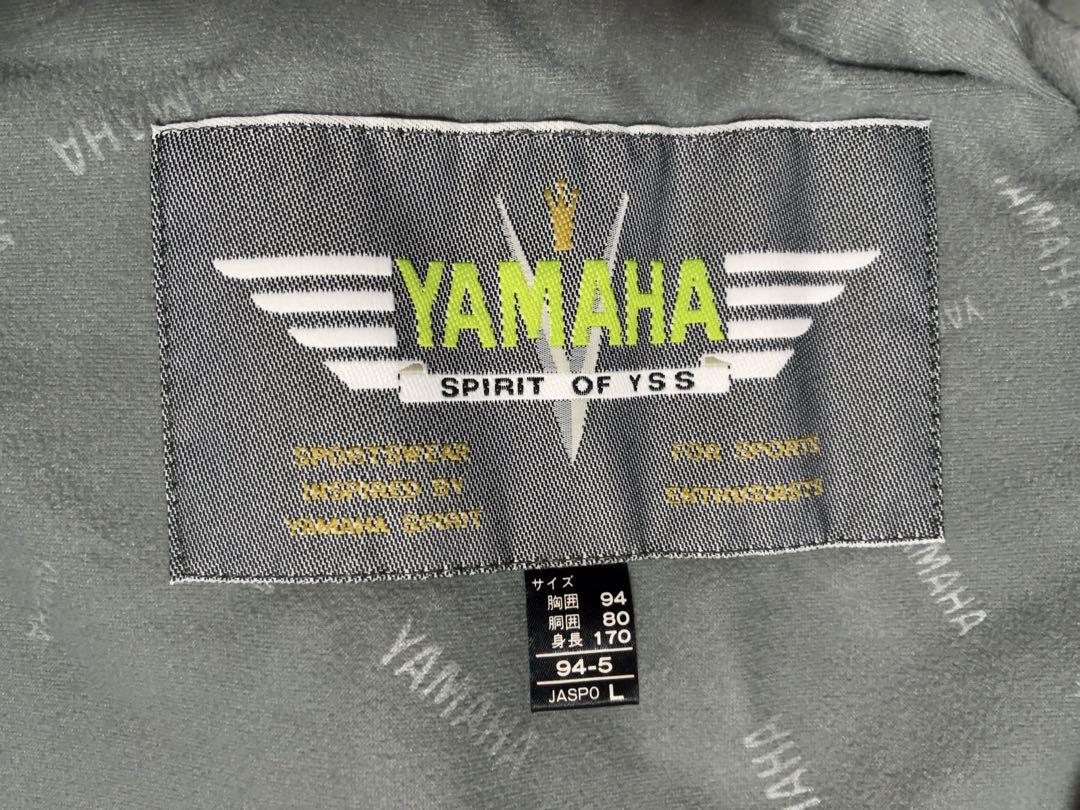 YAMAHA
SPIRIT OF YSS
SPORTSWEAR
INSPIRED BY
YAMAHA SPIRIT
FOR SPORTS
ENTHUSIASTS
サイズ
胸囲 94
胴囲 80
身長 170
94-5
JASPO L
YAMAHA
YAMAHA
YAMAHA
YAMAHA